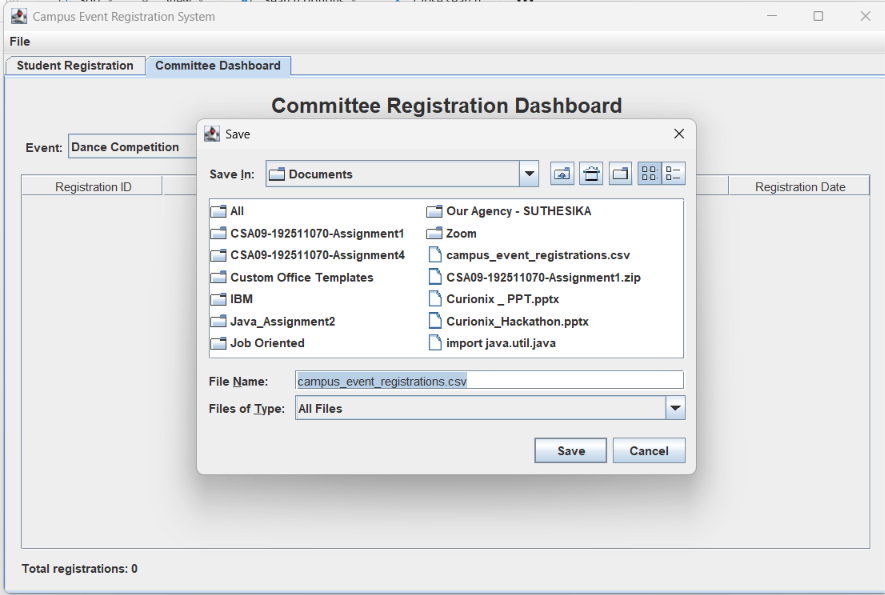 Campus Event Registration System
File
Student Registration
Committee Dashboard
Committee Registration Dashboard
Event: Dance Competition
Registration ID
Registration Date
Save
Save In: Documents
All
CSA09-192511070-Assignment1
CSA09-192511070-Assignment4
Custom Office Templates
IBM
Java_Assignment2
Job Oriented
Our Agency - SUTHESIKA
Zoom
campus_event_registrations.csv
CSA09-192511070-Assignment1.zip
Curionix _ PPT.pptx
Curionix_Hackathon.pptx
import java.util.java
File Name: campus_event_registrations.csv
Files of Type: All Files
Save
Cancel
Total registrations: 0